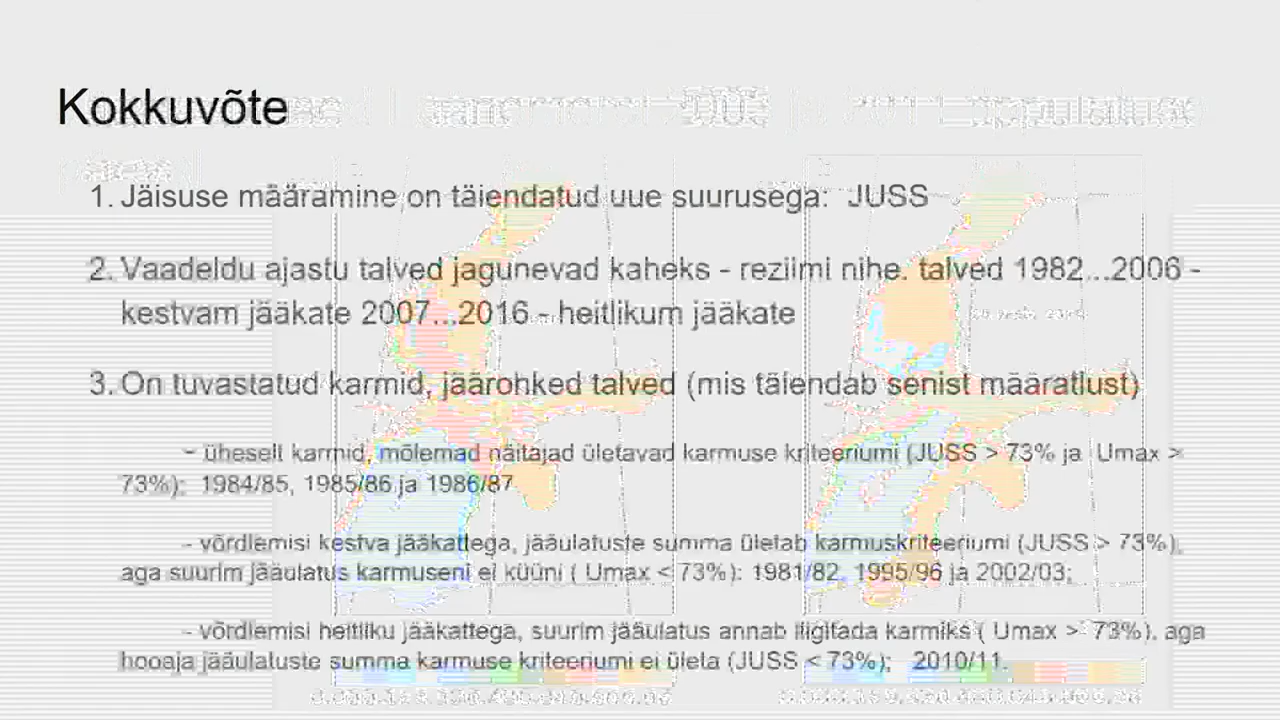 Kokkuvõte
1. Jäisuse määramine on täiendatud uue suurusega: JUSS
2. Vaadeldu ajastu talved jagunevad kaheks - reziimi nihe. talved 1982...2006 -
kestvam jääkate 2007...2016 - heitlikum jääkate
3. On tuvastatud karmid, jäärohked talved (mis täiendab senist määratlust)
- üheselt karmid, mõlemad näitajad ületavad karmuse kriteeriumi (JUSS > 73% ja Umax >
73%); 1984/85, 1985/86 ja 1986/87
- võrdlemisi kestva jääkattega, jääulatuste summa ületab karmuskriteeriumi (JUSS > 73%),
aga suurim jääulatus karmuseni ei küüni ( Umax < 73%): 1981/82, 1995/96 ja 2002/03;
- võrdlemisi heitliku jääkattega, suurim jääulatus annab liigitada karmiks ( Umax > 73%), aga
hooaja jääulatuste summa karmuse kriteeriumi ei ületa (JUSS < 73%); 2010/11.